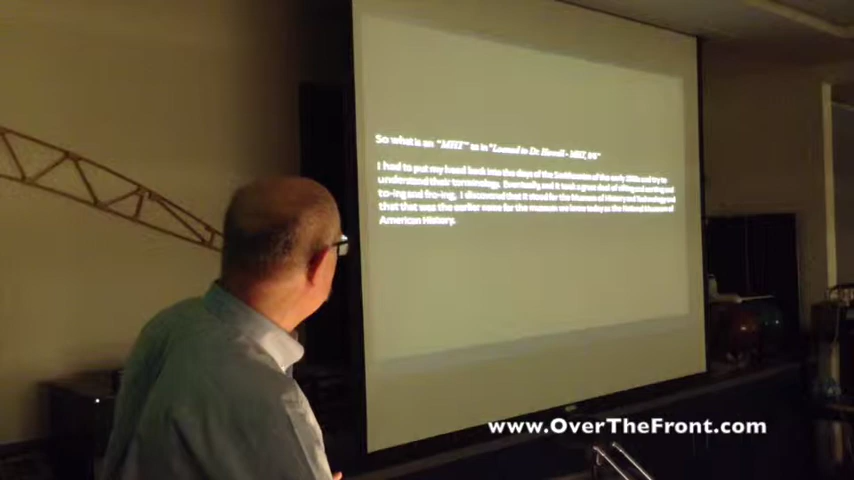 So what is an "MHT" as in "Loaned to Dr. Howell - MHT,
I had to put my head back into the days of the Smithsonian of the early and try to
understand their terminology. Eventually, and it took a great deal of and sorting and
to-ing and fro-ing, I discovered that it stood for the Museum of History and Technology and
that that was the earlier name for the museum we know today as the National Museum of
American History.
www.OverTheFront.com